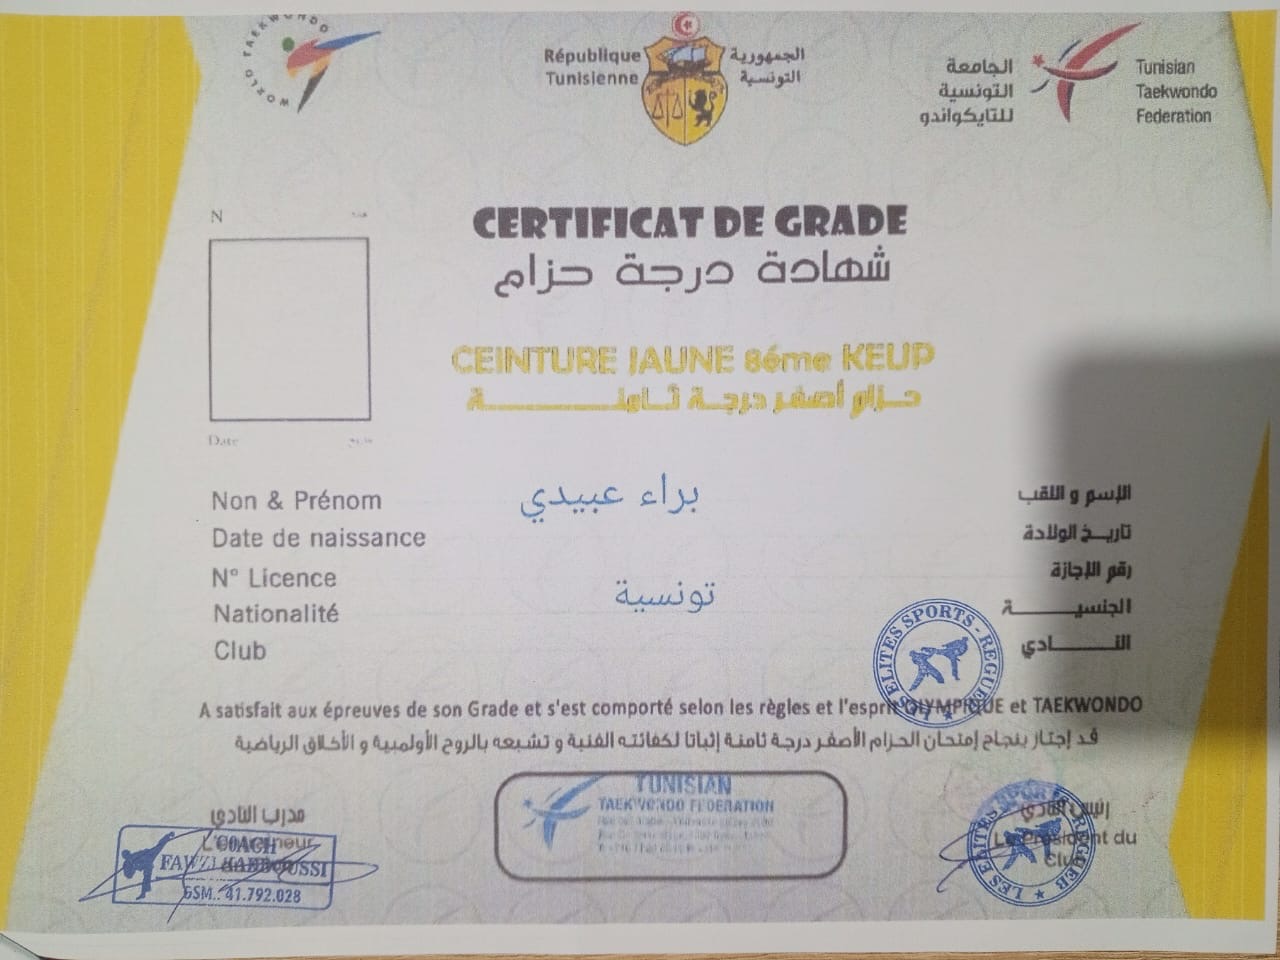 WORLD TAEKWONDO
République
Tunisienne
الجمهورية
التونسية
الجامعة
التونسية
للتايكواندو
Tunisian
Taekwondo
Federation
N
CERTIFICAT DE GRADE
شهادة درجة حزام
CEINTURE JAUNE 8éme KEUP
حزام أصفر درجة ثامنة
Date
Non & Prénom
براء عبيدي
الإسم و اللقب
Date de naissance
تاريخ الولادة
N° Licence
رقم الإجازة
Nationalité
تونسية
الجنسية
Club
النادي
LES ELITES SPORTS - REGUEB
A satisfait aux épreuves de son Grade et s'est comporté selon les règles et l'esprit OLYMPIQUE et TAEKWONDO
قد إجتاز بنجاح إمتحان الحزام الأصفر درجة ثامنة إثباتا لكفائته الفنية و تشبعه بالروح الأولمبية و الأخلاق الرياضية
مدرب النادي
L'entraîneur
COACH
FAWZI
GSM.: 41.792.028
TUNISIAN
TAEKWONDO FEDERATION
رئيس النادي
Le Président du
Club
LES ELITES SPORTS REGUEB